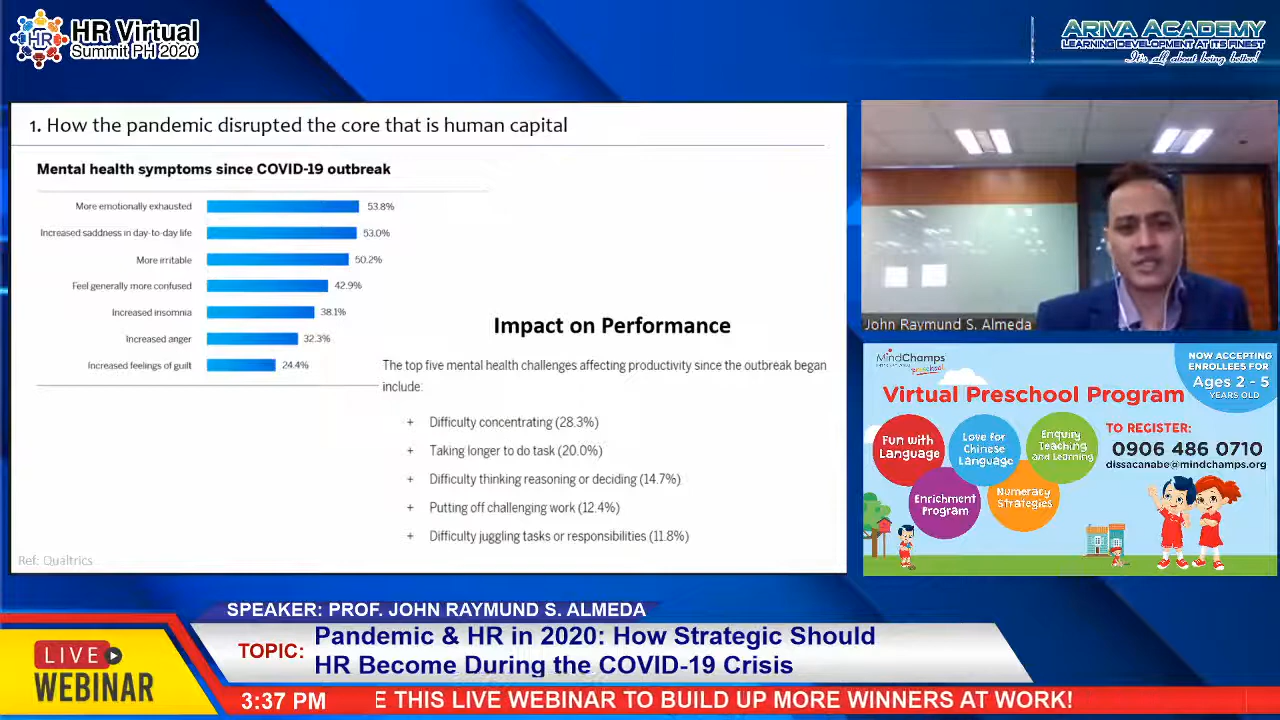 HR
HR Virtual
Summit PH 2020
ARIVA ACADEMY
LEARNING DEVELOPMENT AT ITS FINEST
It's all about being better!
1. How the pandemic disrupted the core that is human capital
Mental health symptoms since COVID-19 outbreak
More emotionally exhausted 53.8%
Increased saddness in day-to-day life 53.0%
More irritable 50.2%
Feel generally more confused 42.9%
Increased insomnia 38.1%
Increased anger 32.3%
Increased feelings of guilt 24.4%
Impact on Performance
The top five mental health challenges affecting productivity since the outbreak began
include:
+ Difficulty concentrating (28.3%)
+ Taking longer to do task (20.0%)
+ Difficulty thinking reasoning or deciding (14.7%)
+ Putting off challenging work (12.4%)
+ Difficulty juggling tasks or responsibilities (11.8%)
Ref: Qualtrics
John Raymund S. Almeda
MindChamps
preschool
NOW ACCEPTING
ENROLLEES FOR
Ages 2 - 5
YEARS OLD
Virtual Preschool Program
Fun with
Language
Love for
Chinese
Language
Enquiry
Teaching
and Learning
Enrichment
Program
Numeracy
Strategies
TO REGISTER:
0906 486 0710
dissacanabe@mindchamps.org
SPEAKER: PROF. JOHN RAYMUND S. ALMEDA
LIVE
WEBINAR
TOPIC:
Pandemic & HR in 2020: How Strategic Should
HR Become During the COVID-19 Crisis
3:37 PM
E THIS LIVE WEBINAR TO BUILD UP MORE WINNERS AT WORK!